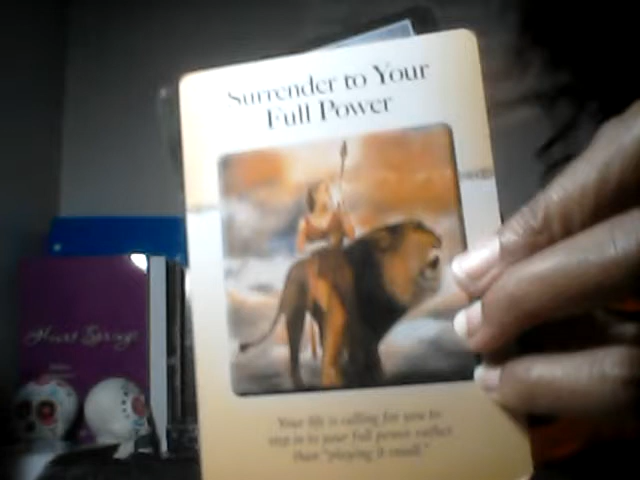 Surrender to Your
Full Power
Your life is calling for you to
step in to your full power rather
than "playing it small."
Heart